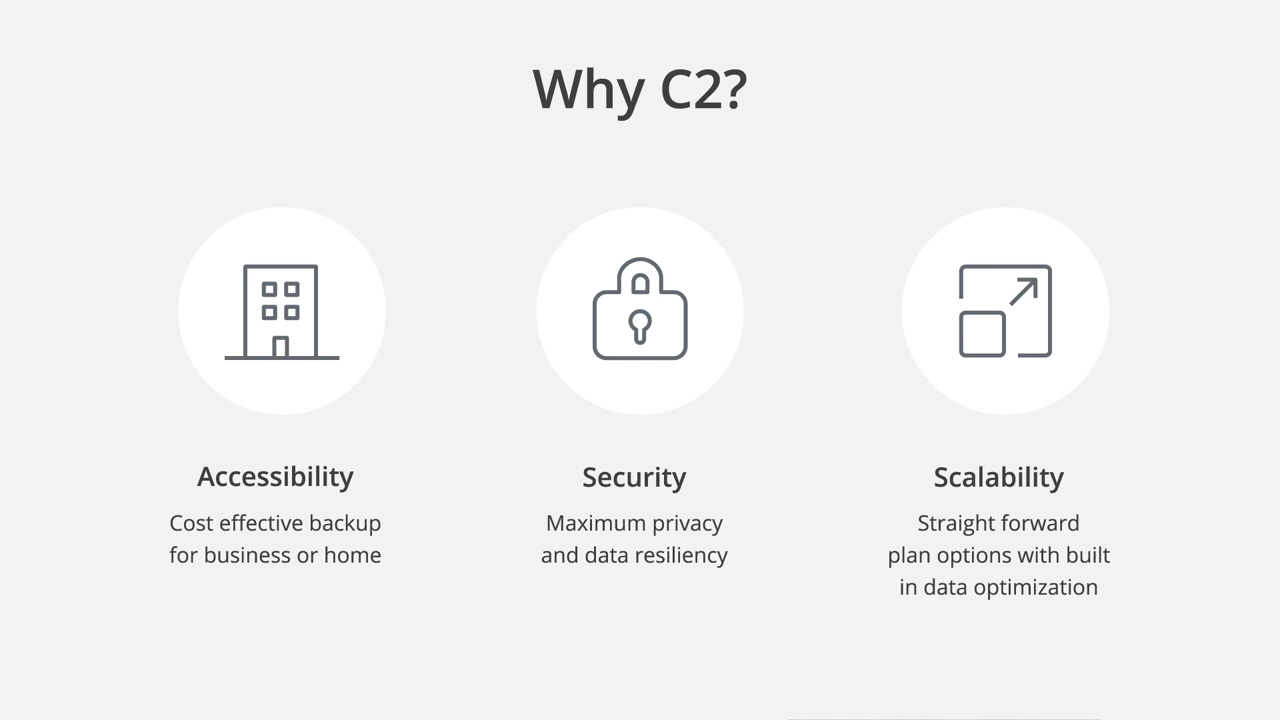 Why C2?
Accessibility
Cost effective backup
for business or home
Security
Maximum privacy
and data resiliency
Scalability
Straight forward
plan options with built
in data optimization